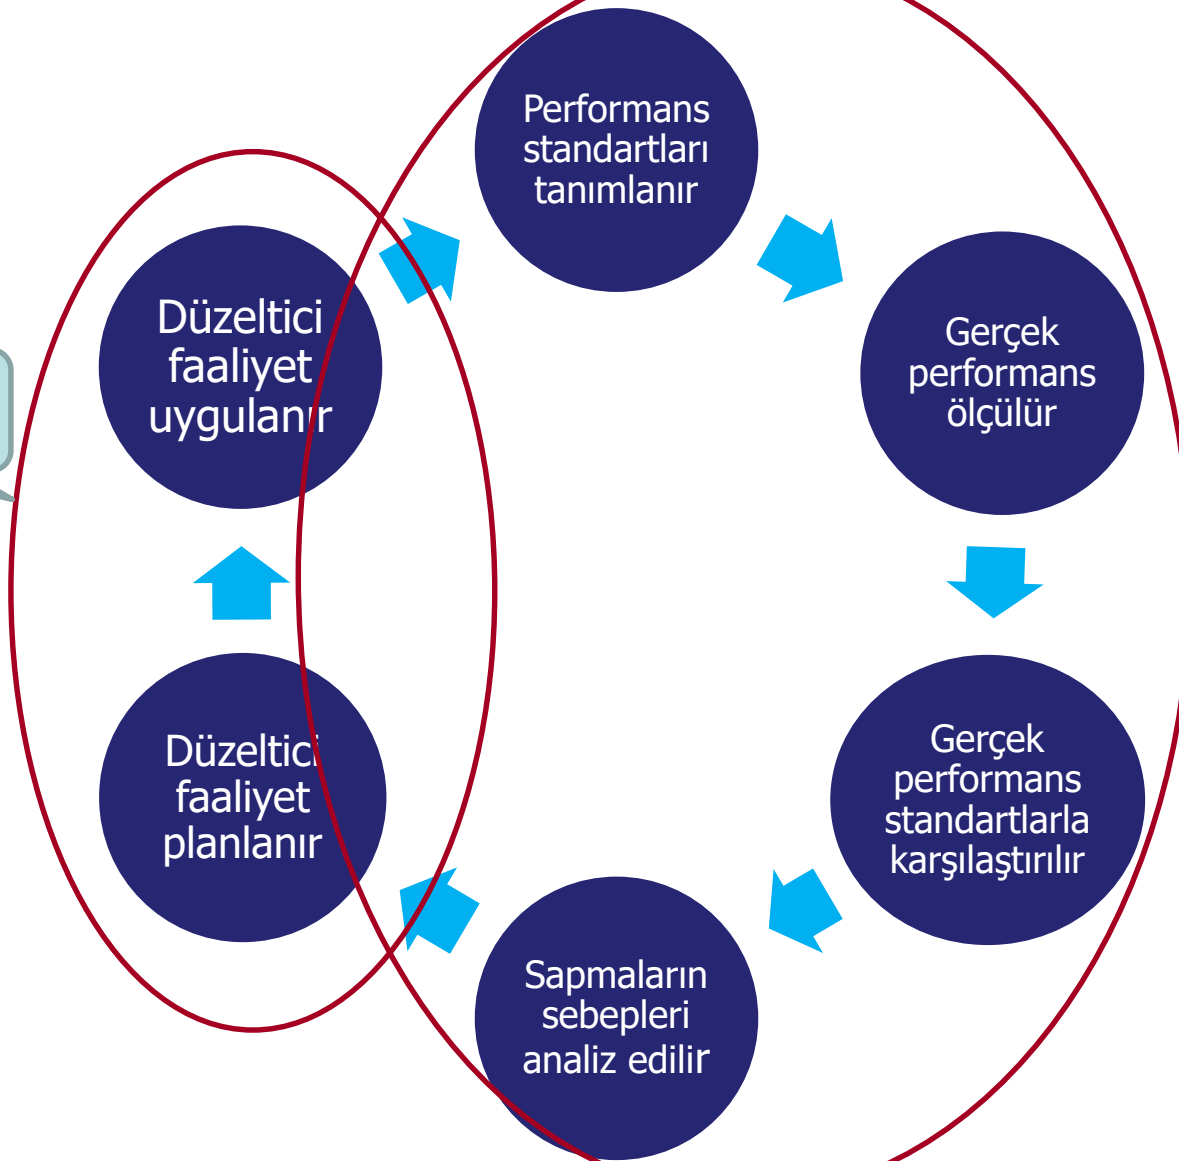 Performans
standartları
tanımlanır
Gerçek
performans
ölçülür
Gerçek
performans
standartlarla
karşılaştırılır
Sapmaların
sebepleri
analiz edilir
Düzeltici
faaliyet
planlanır
Düzeltici
faaliyet
uygulanır